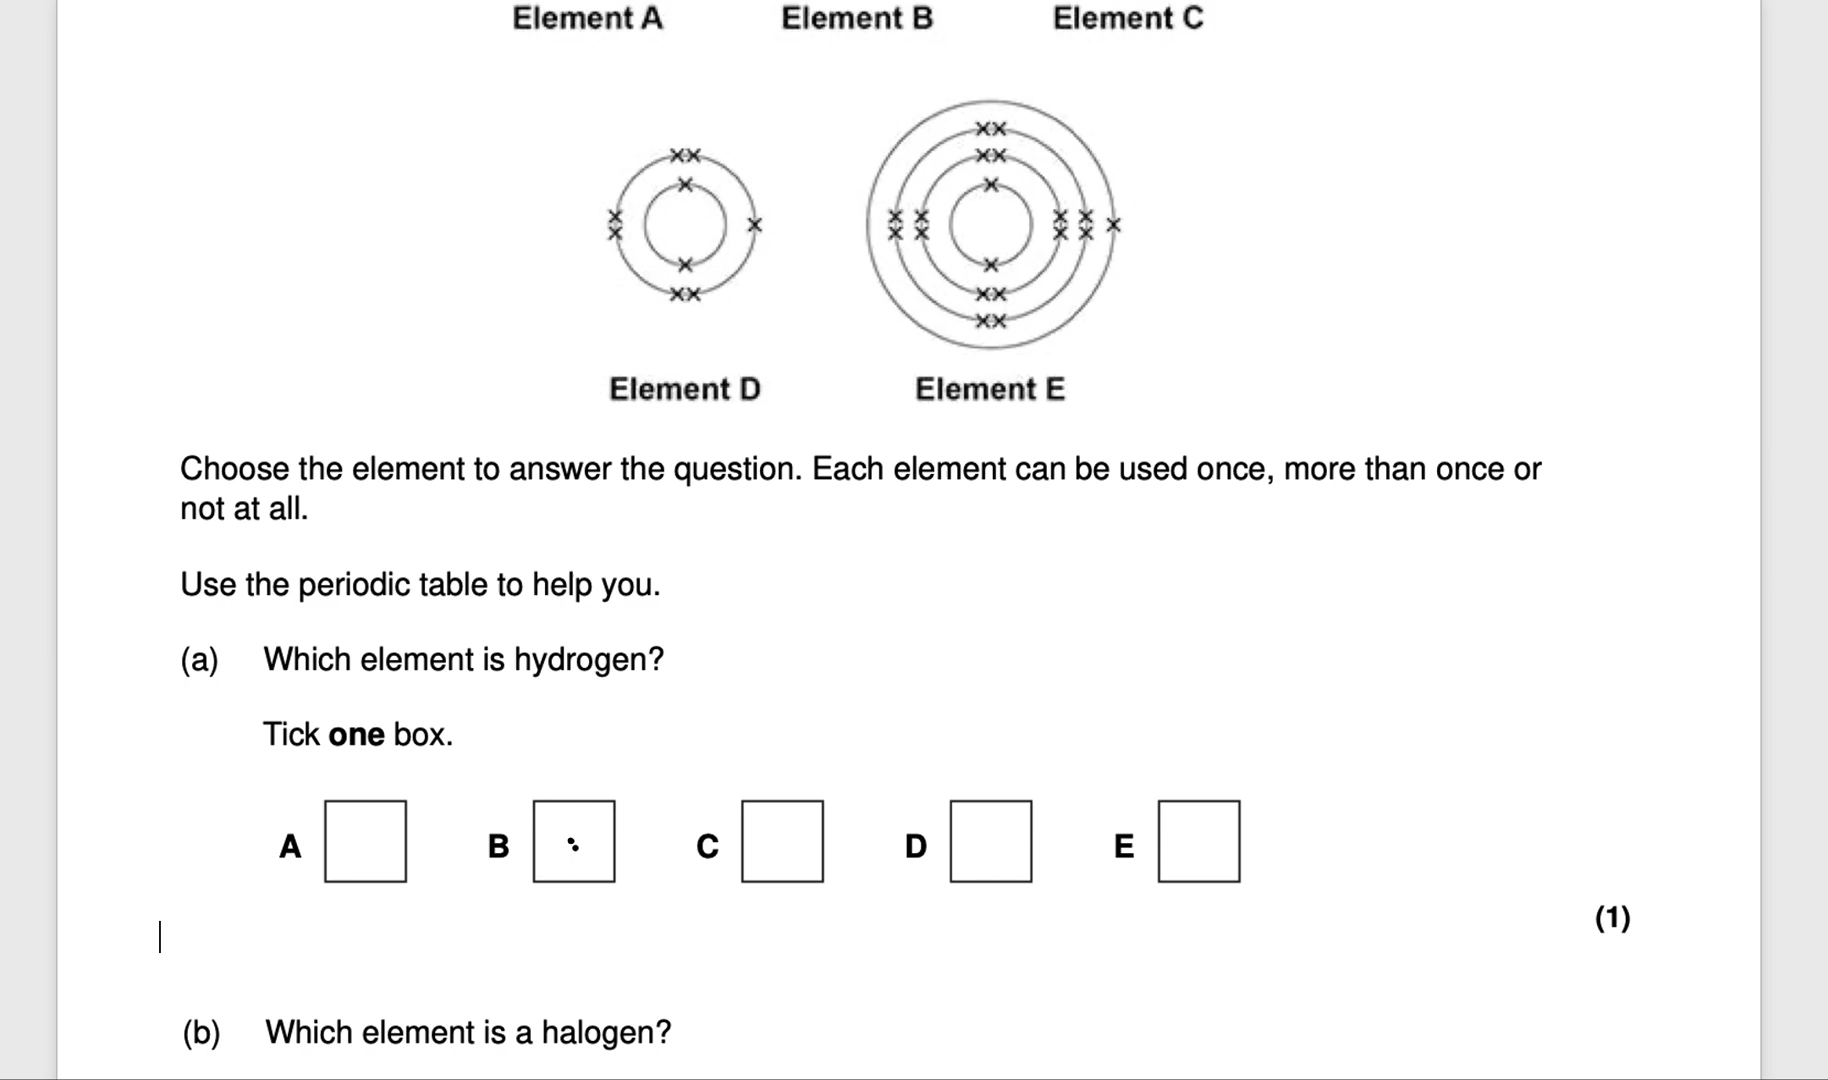 Element A Element B Element C
Element D Element E
Choose the element to answer the question. Each element can be used once, more than once or
not at all.
Use the periodic table to help you.
(a) Which element is hydrogen?
Tick one box.
A B C D E
(1)
(b) Which element is a halogen?